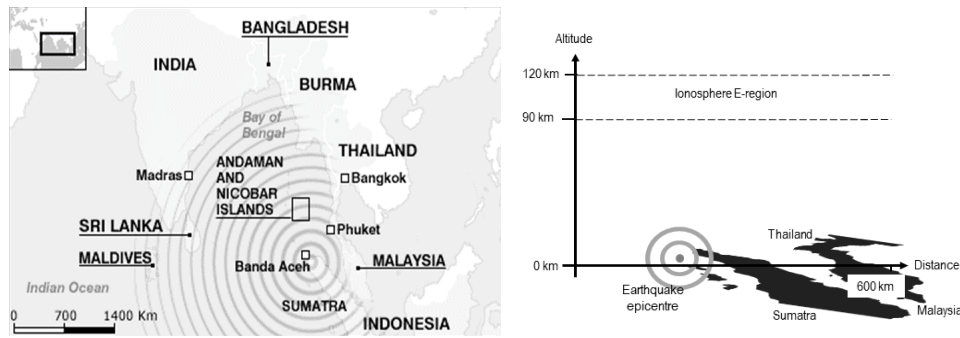 BANGLADESH
INDIA
BURMA
Bay of
Bengal
THAILAND
ANDAMAN
AND
NICOBAR
ISLANDS
Madras
Bangkok
SRI LANKA
Phuket
MALDIVES
Banda Aceh
MALAYSIA
Indian Ocean
SUMATRA
0 700 1400 Km
INDONESIA
Altitude
120 km
Ionosphere E-region
90 km
Thailand
0 km
Distance
Earthquake
epicentre
600 km
Sumatra
Malaysia